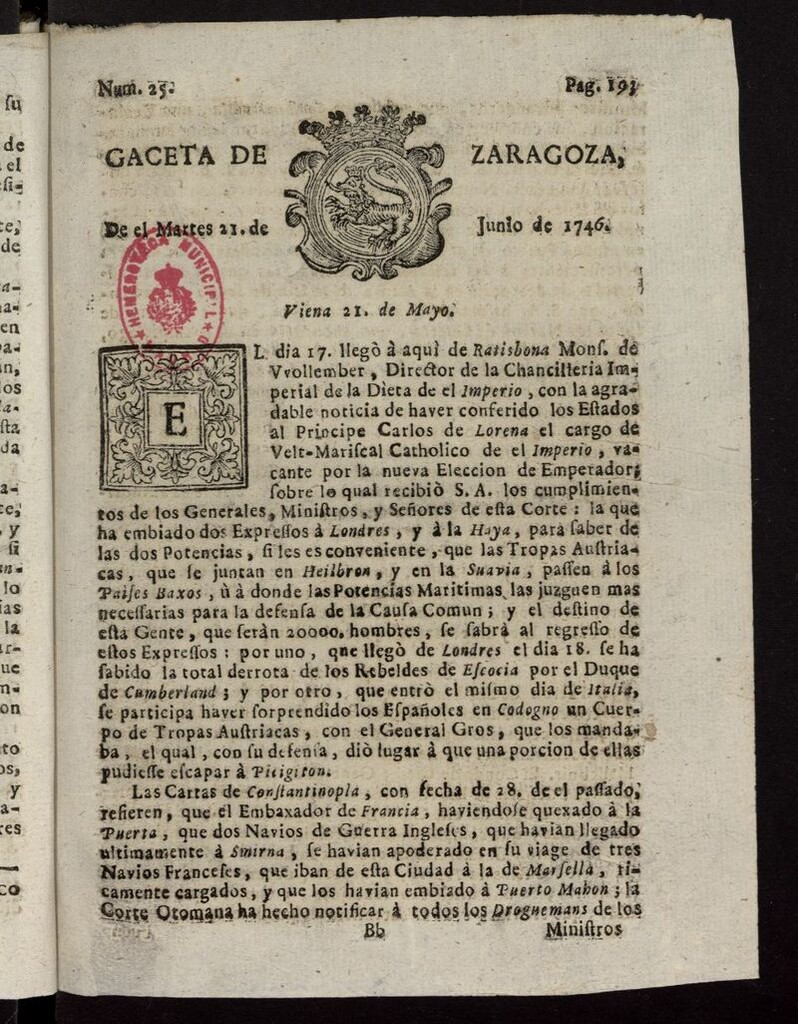 Num. 25.
Pag. 193
GACETA DE ZARAGOZA,
De el Martes 21. de Junio de 1746.
HEMEROTECA MUNICIPAL
Viena 21. de Mayo.
EL dia 17. llegò à aqui de Ratisbona Monſ. de
Vvollember, Director de la Chancilleria Im-
perial de la Dieta de el Imperio, con la agra-
dable noticia de haver conferido los Eſtados
al Principe Carlos de Lorena el cargo de
Velt-Mariſcal Catholico de el Imperio, va-
cante por la nueva Eleccion de Emperador;
ſobre lo qual recibiò S. A. los cumplimien-
tos de los Generales, Miniſtros, y Señores de eſta Corte: la que
ha embiado dos Expreſſos à Londres, y à la Haya, para ſaber de
las dos Potencias, ſi les es conveniente, que las Tropas Auſtria-
cas, que ſe juntan en Heilbron, y en la Suavia, paſſen à los
Paiſes Baxos, ù à donde las Potencias Maritimas las juzguen mas
neceſſarias para la defenſa de la Cauſa Comun; y el deſtino de
eſta Gente, que ſeràn 20000. hombres, ſe ſabrà al regreſſo de
eſtos Expreſſos: por uno, que llegò de Londres el dia 18. ſe ha
ſabido la total derrota de los Rebeldes de Eſcocia por el Duque
de Cumberland; y por otro, que entrò el miſmo dia de Italia,
ſe participa haver ſorprendido los Eſpañoles en Codogno un Cuer-
po de Tropas Auſtriacas, con el General Gros, que los manda-
ba, el qual, con ſu defenſa, diò lugar à que una porcion de ellas
pudieſſe eſcapar à Picigiton.
Las Cartas de Conſtantinopla, con fecha de 28. de el paſſado,
refieren, que el Embaxador de Francia, haviendoſe quexado à la
Puerta, que dos Navios de Guerra Ingleſes, que havian llegado
ultimamente à Smirna, ſe havian apoderado en ſu viage de tres
Navios Franceſes, que iban de eſta Ciudad à la de Marſella, ri-
camente cargados, y que los havian embiado à Puerto Mahon; la
Corte Otomana ha hecho notificar à todos los Droguemans de los
Bb
Miniſtros